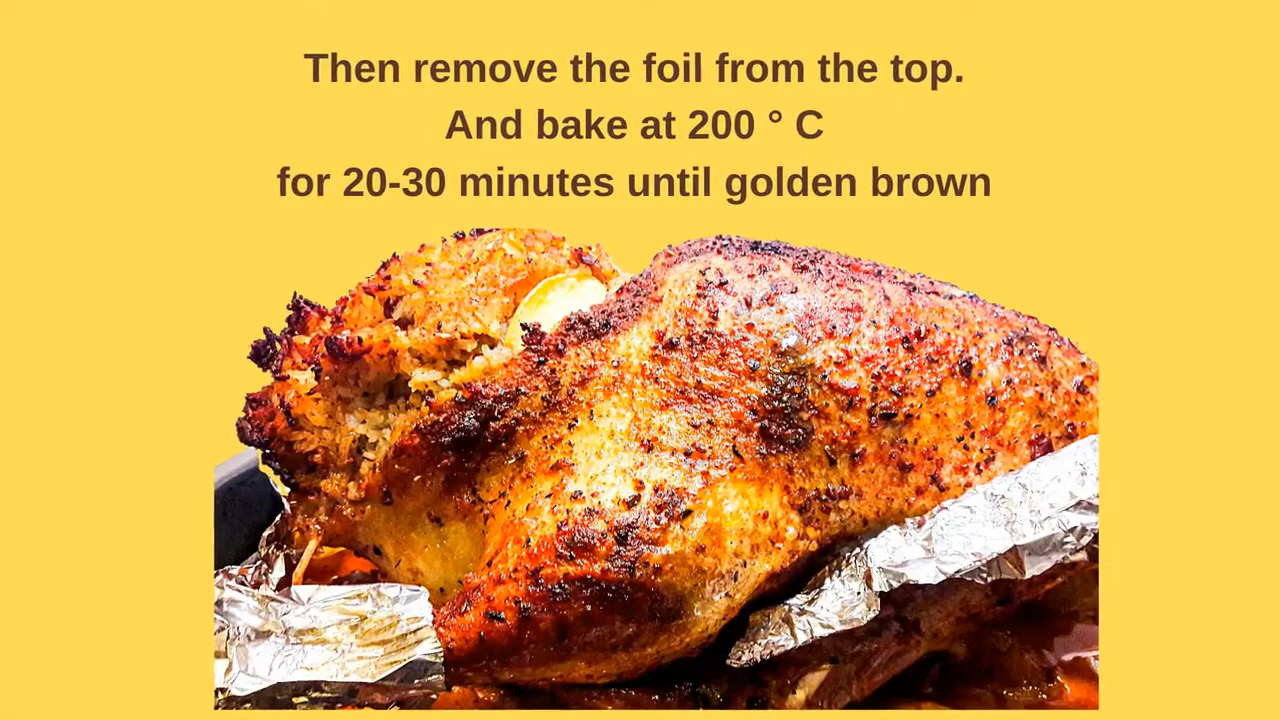 Then remove the foil from the top.
And bake at 200 ° C
for 20-30 minutes until golden brown